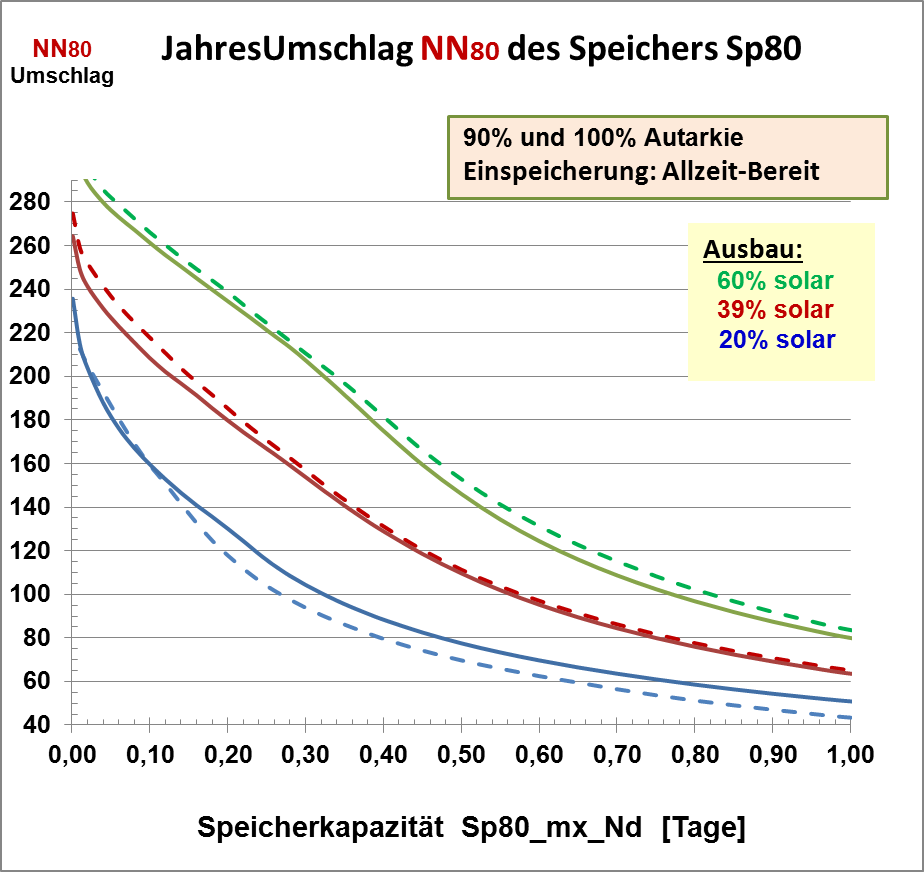 JahresUmschlag NN80 des Speichers Sp80
NN80
Umschlag
90% und 100% Autarkie
Einspeicherung: Allzeit-Bereit
Ausbau:
60% solar
39% solar
20% solar
280
260
240
220
200
180
160
140
120
100
80
60
40
0,00 0,10 0,20 0,30 0,40 0,50 0,60 0,70 0,80 0,90 1,00
Speicherkapazität Sp80_mx_Nd [Tage]